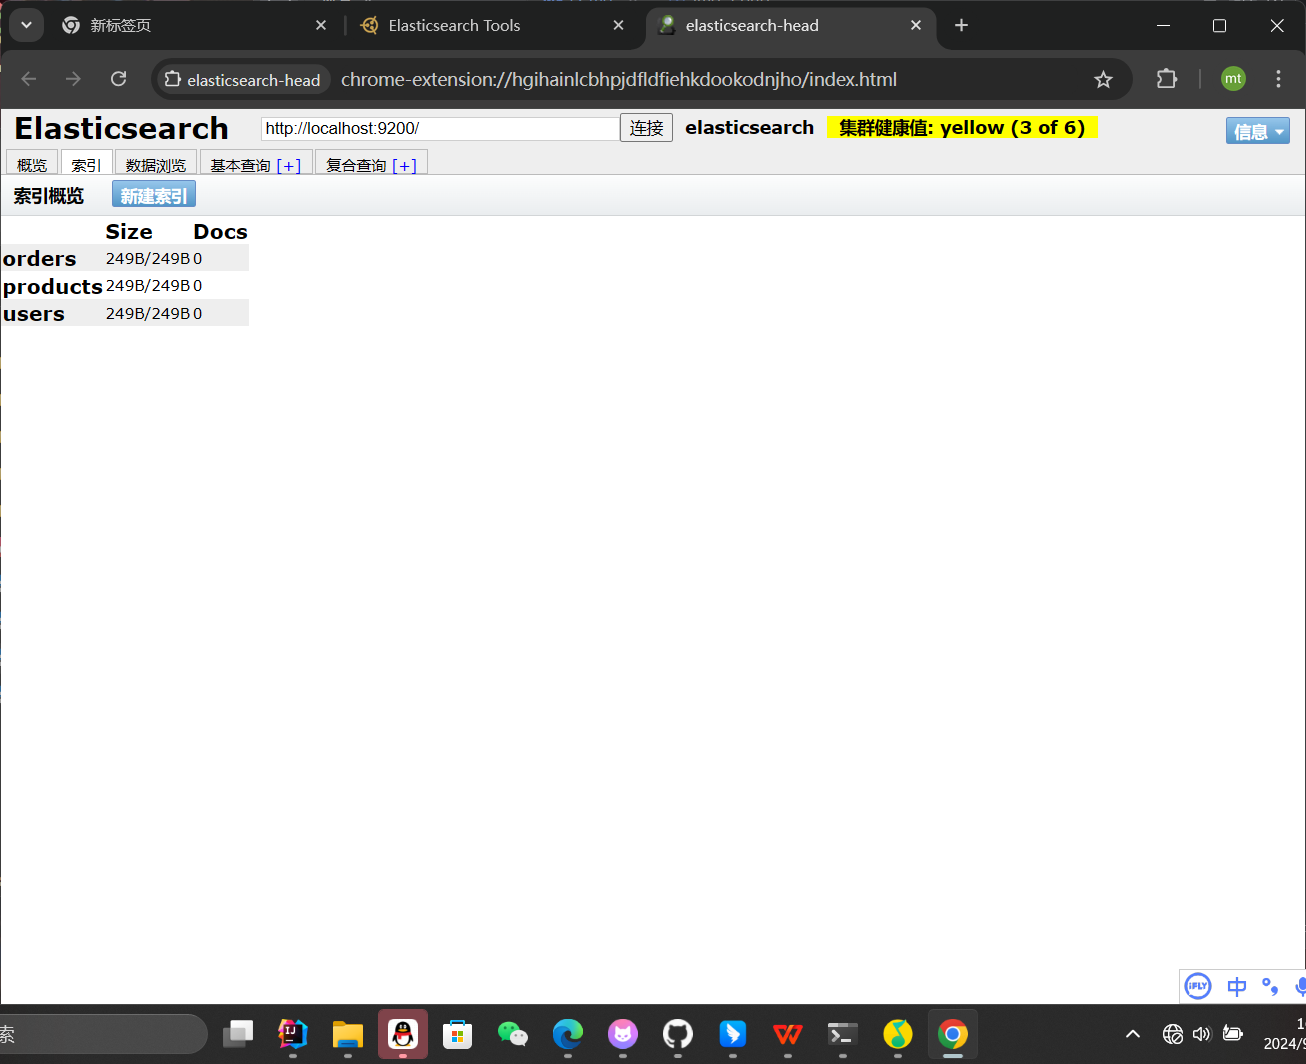 新标签页
Elasticsearch Tools
elasticsearch-head
elasticsearch-head
chrome-extension://hgihainlcbhpjdfldfiehkdookodnjho/index.html
mt
Elasticsearch
http://localhost:9200/
连接
elasticsearch
集群健康值: yellow (3 of 6)
信息
概览
索引
数据浏览
基本查询 [+]
复合查询 [+]
索引概览
新建索引
Size Docs
orders 249B/249B 0
products 249B/249B 0
users 249B/249B 0
iFLY
中
索
IJ